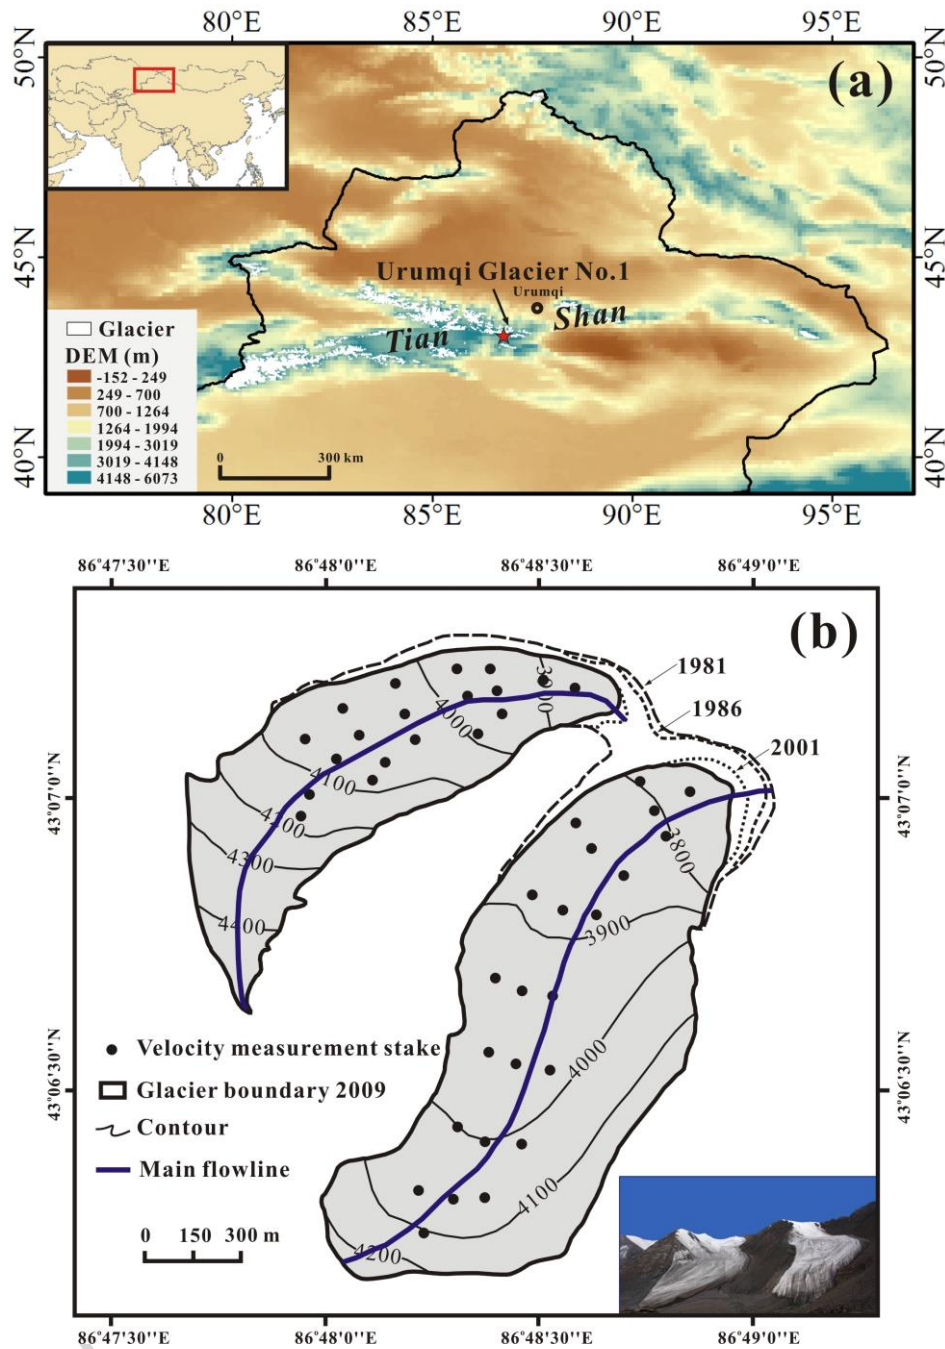 80°E 85°E 90°E 95°E
50°N 50°N
(a)
45°N 45°N
Urumqi Glacier No.1
Urumqi
Tian Shan
Glacier
DEM (m)
-152 - 249
249 - 700
700 - 1264
1264 - 1994
1994 - 3019
3019 - 4148
4148 - 6073
40°N 40°N
0 300 km
80°E 85°E 90°E 95°E
86°47'30''E 86°48'0''E 86°48'30''E 86°49'0''E
(b)
1981
3900
1986
4000
2001
43°07'0''N 43°07'0''N
4100
4200
3800
4300
4400
3900
Velocity measurement stake
4000
43°06'30''N 43°06'30''N
Glacier boundary 2009
Contour
Main flowline
4100
0 150 300 m
4200
86°47'30''E 86°48'0''E 86°48'30''E 86°49'0''E